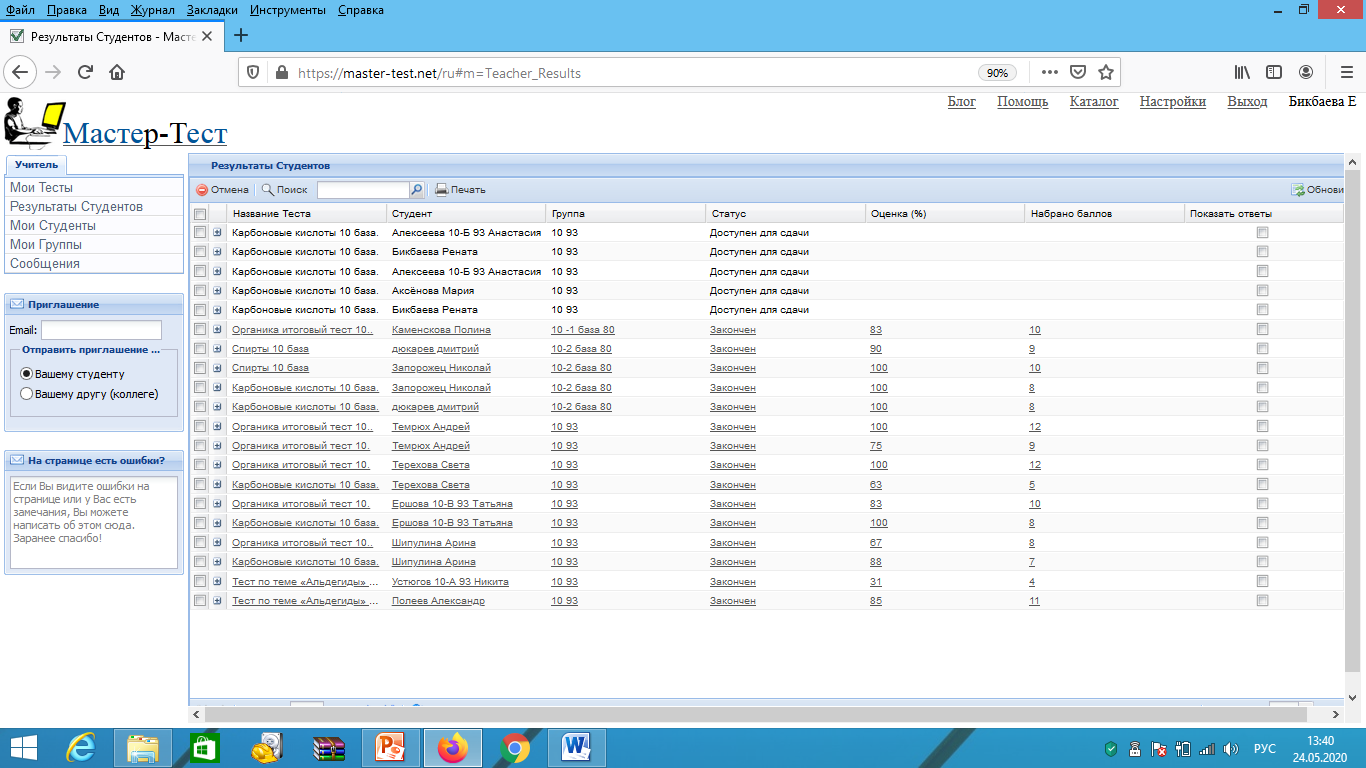 Файл Правка Вид Журнал Закладки Инструменты Справка
Результаты Студентов - Масте
https://master-test.net/ru#m=Teacher_Results 90%
Блог Помощь Каталог Настройки Выход Бикбаева Е
Мастер-Тест
Учитель
Мои Тесты
Результаты Студентов
Мои Студенты
Мои Группы
Сообщения
Приглашение
Email:
Отправить приглашение ...
Вашему студенту
Вашему другу (коллеге)
На странице есть ошибки?
Если Вы видите ошибки на
странице или у Вас есть
замечания, Вы можете
написать об этом сюда.
Заранее спасибо!
Результаты Студентов
Отмена Поиск Печать Обнови
Название Теста Студент Группа Статус Оценка (%) Набрано баллов Показать ответы
Карбоновые кислоты 10 база. Алексеева 10-Б 93 Анастасия 10 93 Доступен для сдачи
Карбоновые кислоты 10 база. Бикбаева Рената 10 93 Доступен для сдачи
Карбоновые кислоты 10 база. Алексеева 10-Б 93 Анастасия 10 93 Доступен для сдачи
Карбоновые кислоты 10 база. Аксёнова Мария 10 93 Доступен для сдачи
Карбоновые кислоты 10 база. Бикбаева Рената 10 93 Доступен для сдачи
Органика итоговый тест 10.. Каменскова Полина 10 -1 база 80 Закончен 83 10
Спирты 10 база дюкарев дмитрий 10-2 база 80 Закончен 90 9
Спирты 10 база Запорожец Николай 10-2 база 80 Закончен 100 10
Карбоновые кислоты 10 база. Запорожец Николай 10-2 база 80 Закончен 100 8
Карбоновые кислоты 10 база. дюкарев дмитрий 10-2 база 80 Закончен 100 8
Органика итоговый тест 10.. Темрюх Андрей 10 93 Закончен 100 12
Органика итоговый тест 10. Темрюх Андрей 10 93 Закончен 75 9
Органика итоговый тест 10. Терехова Света 10 93 Закончен 100 12
Карбоновые кислоты 10 база. Терехова Света 10 93 Закончен 63 5
Органика итоговый тест 10. Ершова 10-В 93 Татьяна 10 93 Закончен 83 10
Карбоновые кислоты 10 база. Ершова 10-В 93 Татьяна 10 93 Закончен 100 8
Органика итоговый тест 10.. Шипулина Арина 10 93 Закончен 67 8
Карбоновые кислоты 10 база. Шипулина Арина 10 93 Закончен 88 7
Тест по теме «Альдегиды» ... Устюгов 10-А 93 Никита 10 93 Закончен 31 4
Тест по теме «Альдегиды» ... Полеев Александр 10 93 Закончен 85 11
РУС
13:40
24.05.2020